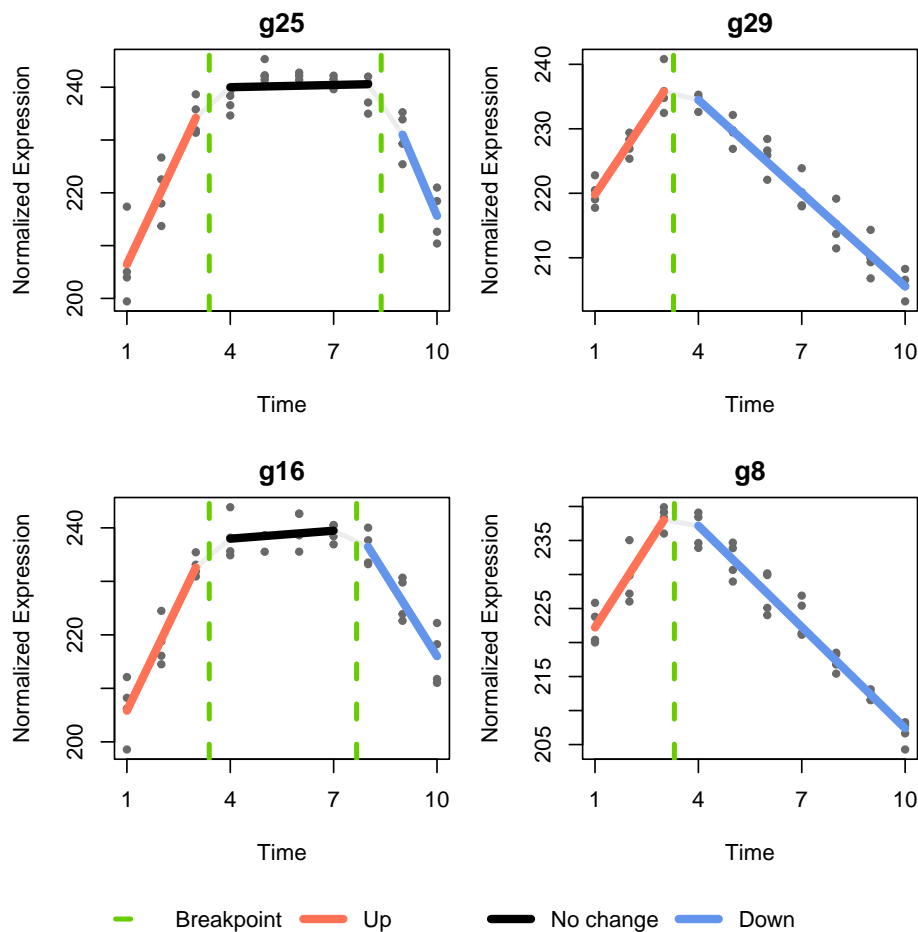 g25
Normalized Expression
240
220
200
1 4 7 10
Time
g29
Normalized Expression
240
230
220
210
1 4 7 10
Time
g16
Normalized Expression
240
220
200
1 4 7 10
Time
g8
Normalized Expression
235
225
215
205
1 4 7 10
Time
Breakpoint Up No change Down